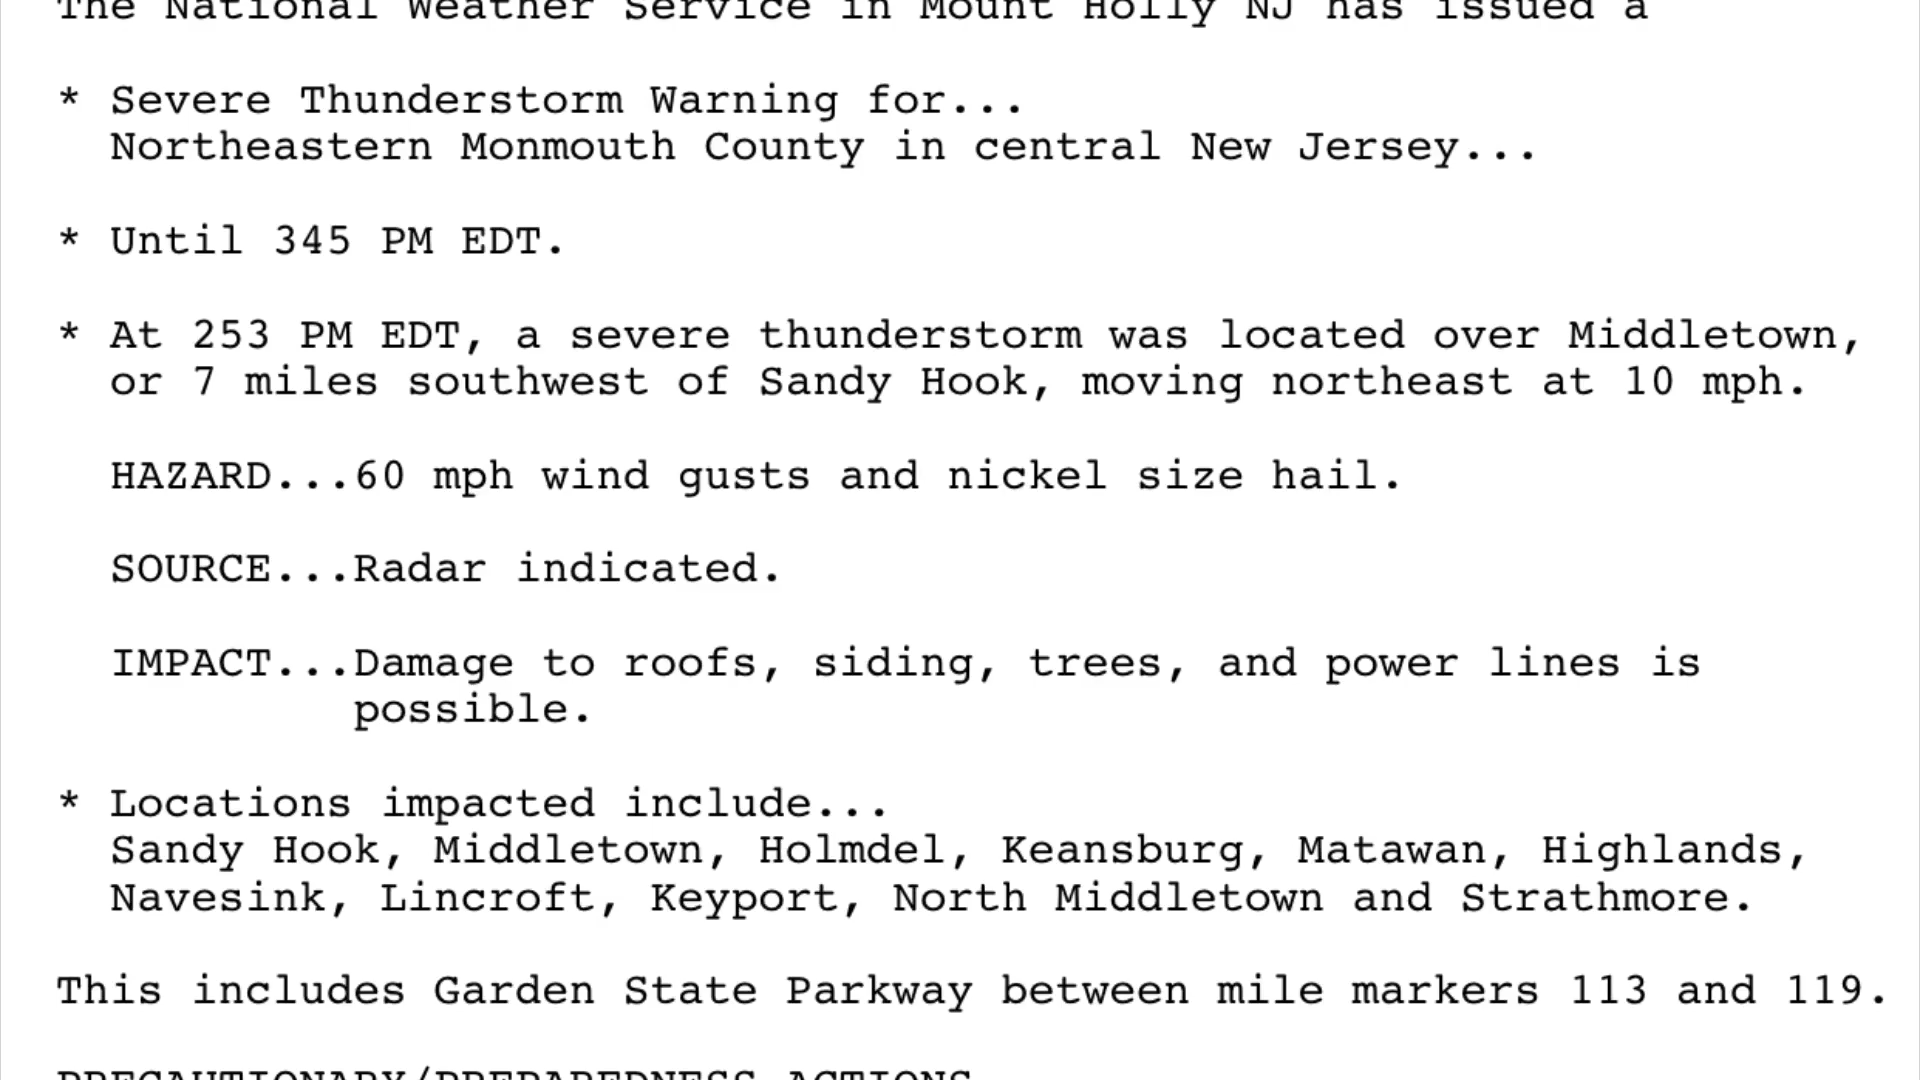 The National Weather Service in Mount Holly NJ has issued a
* Severe Thunderstorm Warning for...
Northeastern Monmouth County in central New Jersey...
* Until 345 PM EDT.
* At 253 PM EDT, a severe thunderstorm was located over Middletown,
or 7 miles southwest of Sandy Hook, moving northeast at 10 mph.
HAZARD...60 mph wind gusts and nickel size hail.
SOURCE...Radar indicated.
IMPACT...Damage to roofs, siding, trees, and power lines is
possible.
* Locations impacted include...
Sandy Hook, Middletown, Holmdel, Keansburg, Matawan, Highlands,
Navesink, Lincroft, Keyport, North Middletown and Strathmore.
This includes Garden State Parkway between mile markers 113 and 119.
PRECAUTIONARY/PREPAREDNESS ACTIONS